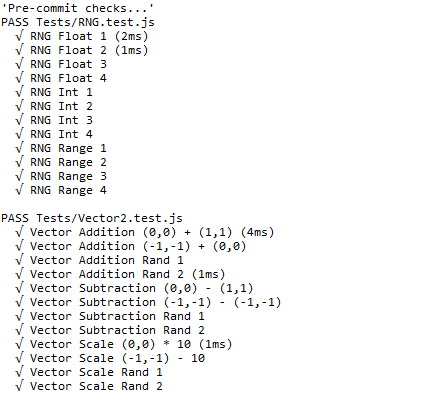 'Pre-commit checks...'
PASS Tests/RNG.test.js
√ RNG Float 1 (2ms)
√ RNG Float 2 (1ms)
√ RNG Float 3
√ RNG Float 4
√ RNG Int 1
√ RNG Int 2
√ RNG Int 3
√ RNG Int 4
√ RNG Range 1
√ RNG Range 2
√ RNG Range 3
√ RNG Range 4
PASS Tests/Vector2.test.js
√ Vector Addition (0,0) + (1,1) (4ms)
√ Vector Addition (-1,-1) + (0,0)
√ Vector Addition Rand 1
√ Vector Addition Rand 2 (1ms)
√ Vector Subtraction (0,0) - (1,1)
√ Vector Subtraction (-1,-1) - (-1,-1)
√ Vector Subtraction Rand 1
√ Vector Subtraction Rand 2
√ Vector Scale (0,0) * 10 (1ms)
√ Vector Scale (-1,-1) - 10
√ Vector Scale Rand 1
√ Vector Scale Rand 2